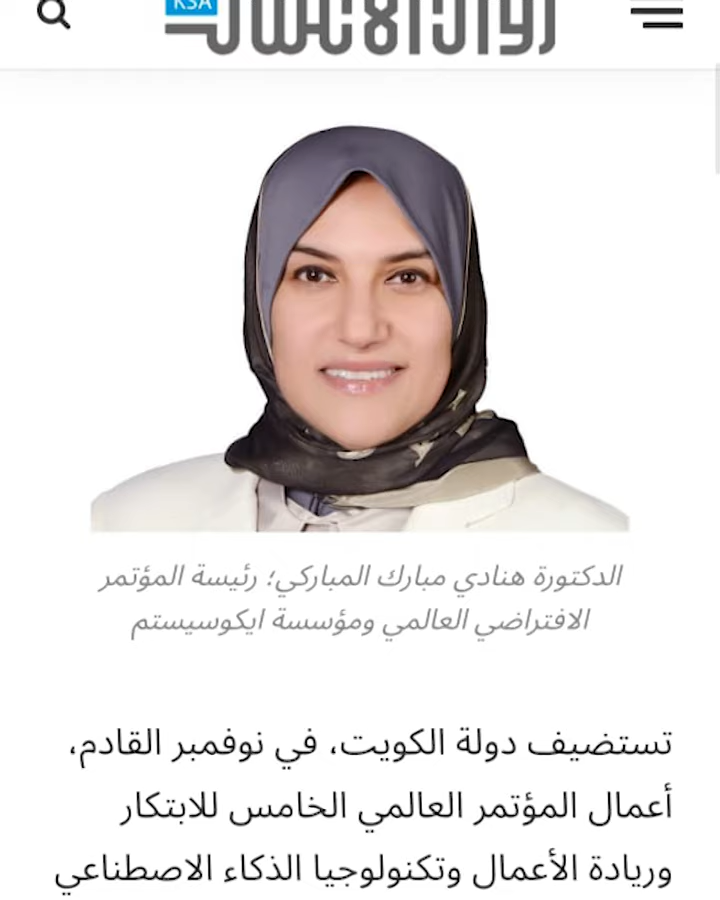 KSA
الدكتورة هنادي مبارك المباركي؛ رئيسة المؤتمر
الافتراضي العالمي ومؤسسة ايكوسيستم
تستضيف دولة الكويت، في نوفمبر القادم،
أعمال المؤتمر العالمي الخامس للابتكار
وريادة الأعمال وتكنولوجيا الذكاء الاصطناعي